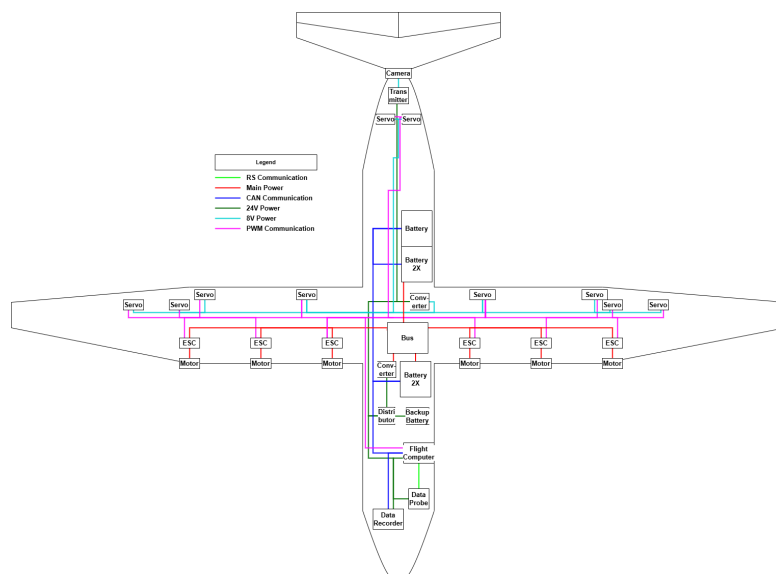 Camera
Trans
mitter
Servo
Servo
Legend
RS Communication
Main Power
CAN Communication
24V Power
8V Power
PWM Communication
Battery
Battery
2X
Servo
Servo
Servo
Servo
Conv-
erter
Servo
Servo
Servo
Servo
Bus
ESC
ESC
ESC
ESC
ESC
ESC
Motor
Motor
Motor
Conv-
erter
Battery
2X
Motor
Motor
Motor
Distri
butor
Backup
Battery
Flight
Computer
Data
Probe
Data
Recorder